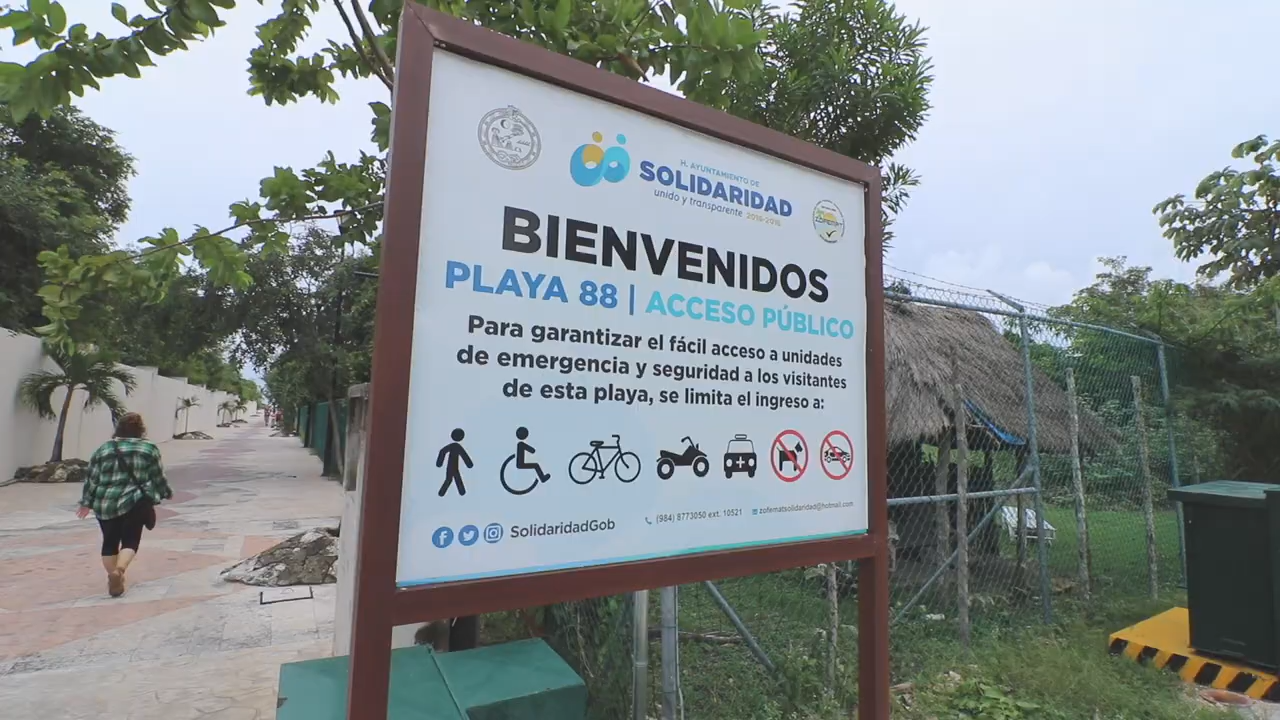 H. AYUNTAMIENTO DE
SOLIDARIDAD
unido y transparente 2016-2018
BIENVENIDOS
PLAYA 88 | ACCESO PÚBLICO
Para garantizar el fácil acceso a unidades
de emergencia y seguridad a los visitantes
de esta playa, se limita el ingreso a:
SolidaridadGob
(984) 8773050 ext. 10521 zofematsolidaridad@hotmail.com